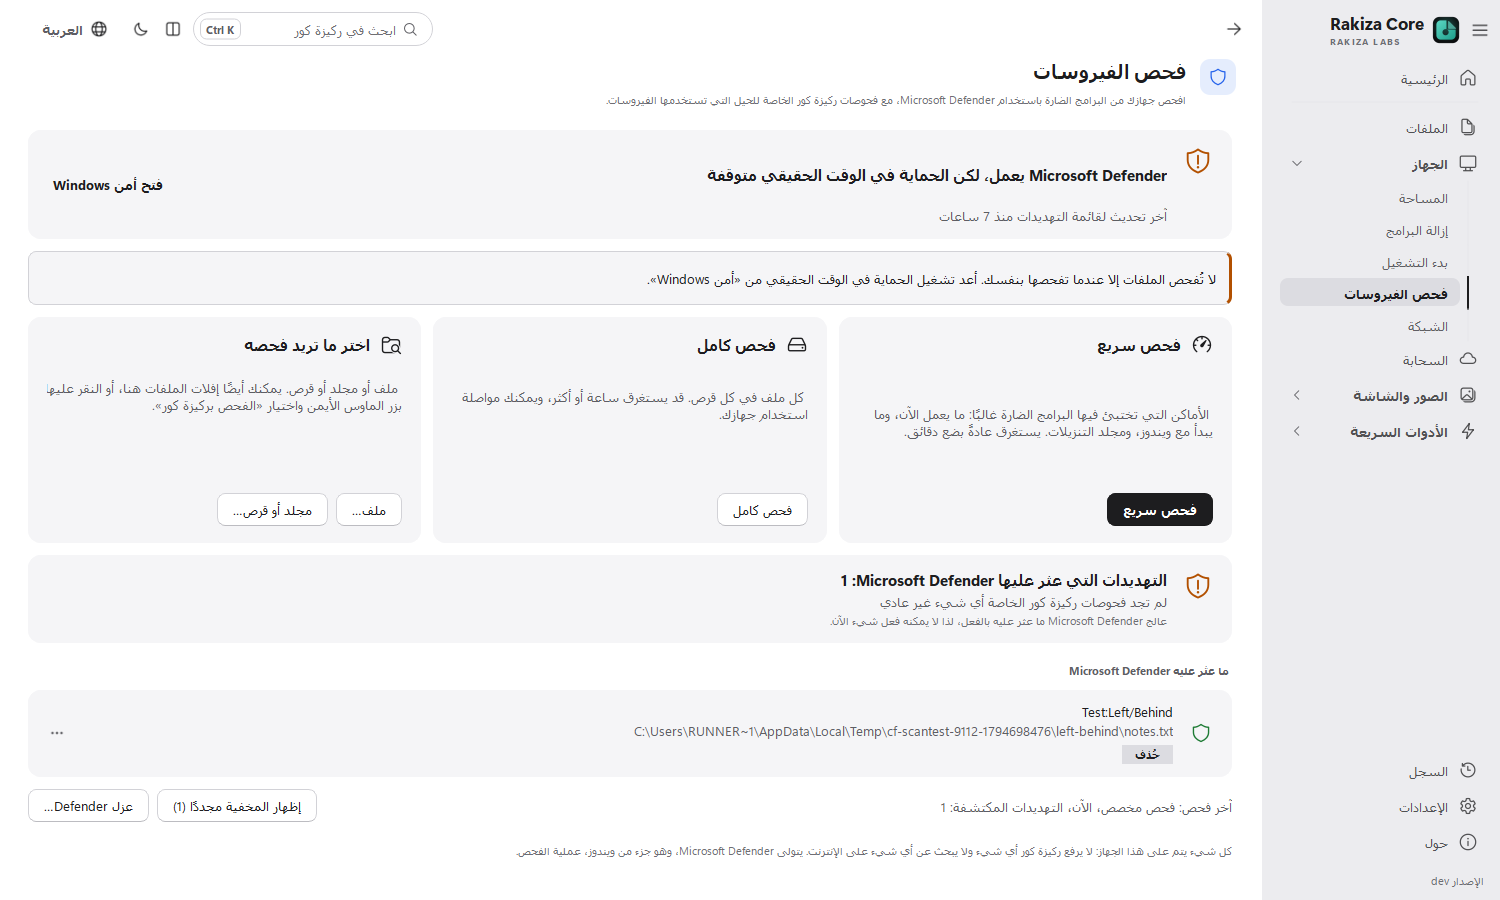 Rakiza Core
RAKIZA LABS
الرئيسية
الملفات
الجهاز
المساحة
إزالة البرامج
بدء التشغيل
فحص الفيروسات
الشبكة
السحابة
الصور والشاشة
الأدوات السريعة
السجل
الإعدادات
حول
الإصدار dev
ابحث في ركيزة كور
Ctrl K
العربية
فحص الفيروسات
افحص جهازك من البرامج الضارة باستخدام Microsoft Defender، مع فحوصات ركيزة كور الخاصة للحيل التي تستخدمها الفيروسات.
Microsoft Defender يعمل، لكن الحماية في الوقت الحقيقي متوقفة
آخر تحديث لقائمة التهديدات منذ 7 ساعات
فتح أمن Windows
لا تُفحص الملفات إلا عندما تفحصها بنفسك. أعد تشغيل الحماية في الوقت الحقيقي من «أمن Windows».
فحص سريع
الأماكن التي تختبئ فيها البرامج الضارة غالبًا: ما يعمل الآن، وما
يبدأ مع ويندوز، ومجلد التنزيلات. يستغرق عادةً بضع دقائق.
فحص سريع
فحص كامل
كل ملف في كل قرص. قد يستغرق ساعة أو أكثر، ويمكنك مواصلة
استخدام جهازك.
فحص كامل
اختر ما تريد فحصه
ملف أو مجلد أو قرص. يمكنك أيضًا إفلات الملفات هنا، أو النقر عليها
بزر الماوس الأيمن واختيار «الفحص بركيزة كور».
ملف...
مجلد أو قرص...
التهديدات التي عثر عليها Microsoft Defender: 1
لم تجد فحوصات ركيزة كور الخاصة أي شيء غير عادي
عالج Microsoft Defender ما عثر عليه بالفعل، لذا لا يمكنه فعل شيء الآن.
ما عثر عليه Microsoft Defender
Test:Left/Behind
C:\Users\RUNNER~1\AppData\Local\Temp\cf-scantest-9112-1794698476\left-behind\notes.txt
حُذف
آخر فحص: فحص مخصص، الآن، التهديدات المكتشفة: 1
إظهار المخفية مجددًا (1)
عزل Defender...
كل شيء يتم على هذا الجهاز: لا يرفع ركيزة كور أي شيء ولا يبحث عن أي شيء على الإنترنت. يتولى Microsoft Defender، وهو جزء من ويندوز، عملية الفحص.